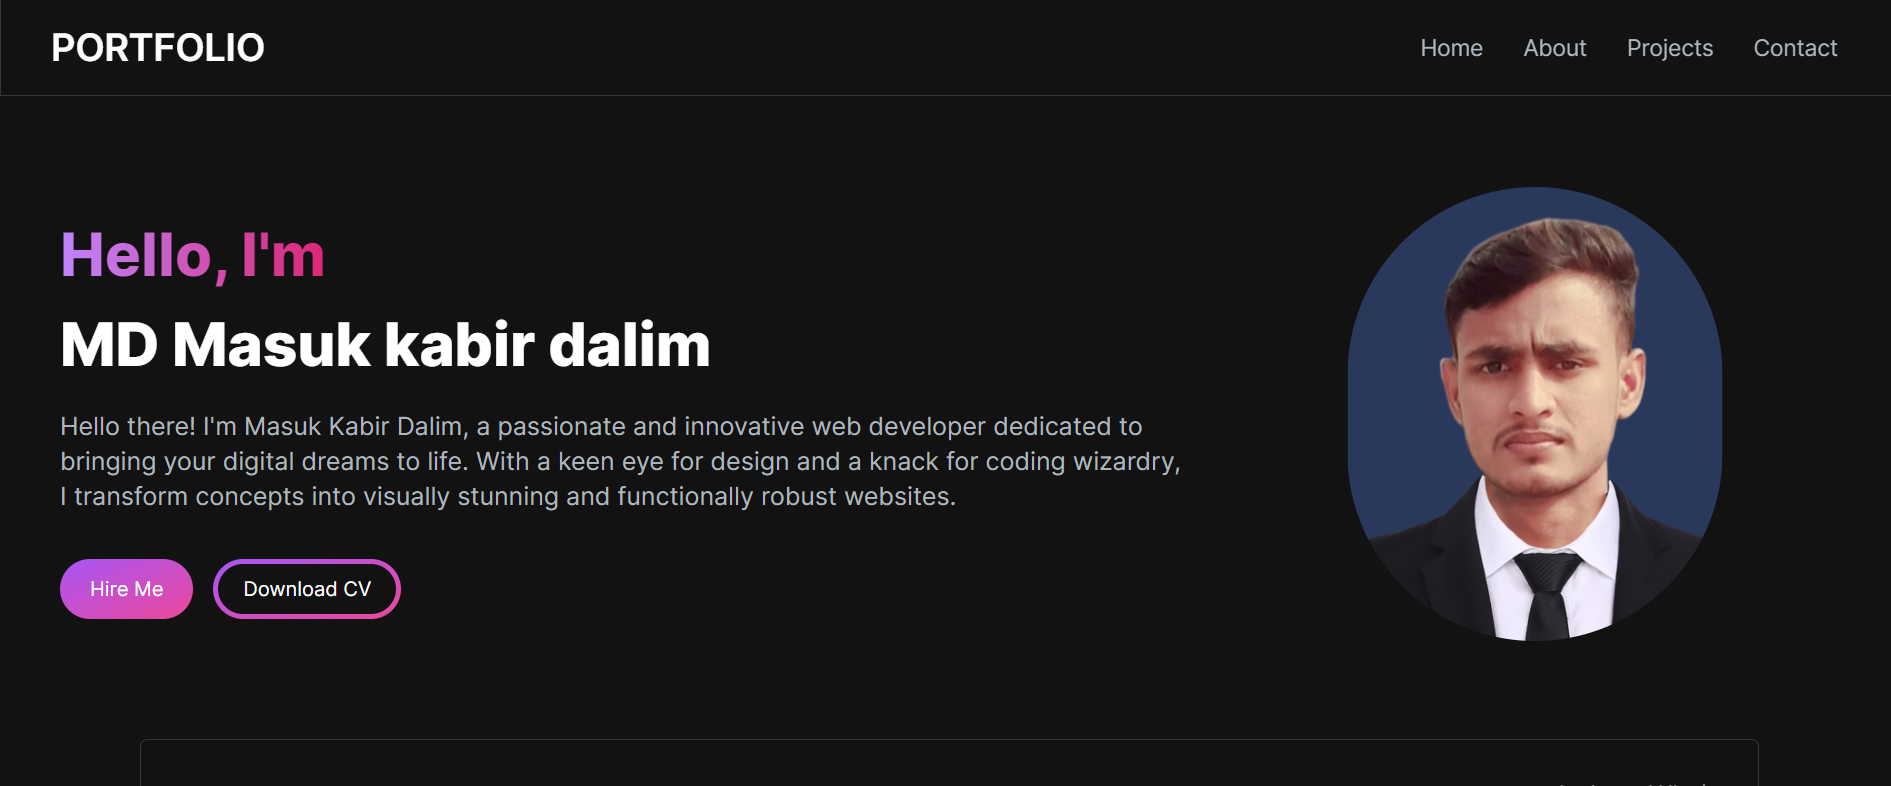 PORTFOLIO
Home About Projects Contact
Hello, I'm
MD Masuk kabir dalim
Hello there! I'm Masuk Kabir Dalim, a passionate and innovative web developer dedicated to
bringing your digital dreams to life. With a keen eye for design and a knack for coding wizardry,
I transform concepts into visually stunning and functionally robust websites.
Hire Me
Download CV